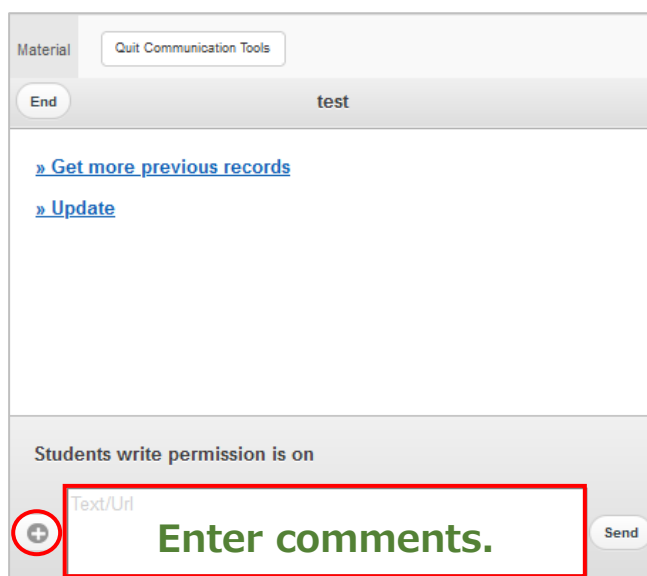 Material
Quit Communication Tools
End
test
» Get more previous records
» Update
Students write permission is on
Text/Url
Enter comments.
Send